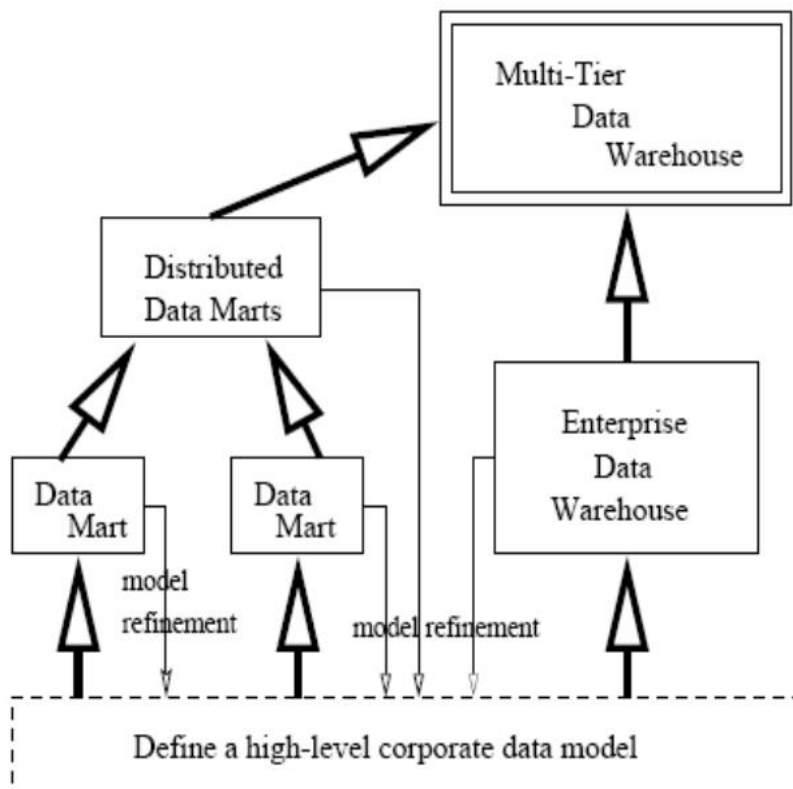 Multi-Tier
Data
Warehouse
Distributed
Data Marts
Enterprise
Data
Warehouse
Data
Mart
Data
Mart
model
refinement
model refinement
Define a high-level corporate data model